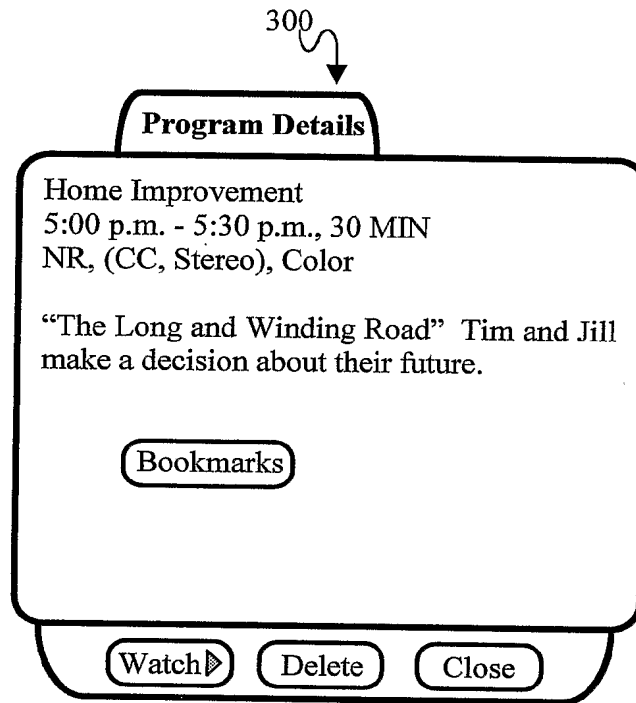 300
Program Details
Home Improvement
5:00 p.m. - 5:30 p.m., 30 MIN
NR, (CC, Stereo), Color
“The Long and Winding Road” Tim and Jill
make a decision about their future.
Bookmarks
Watch
Delete
Close